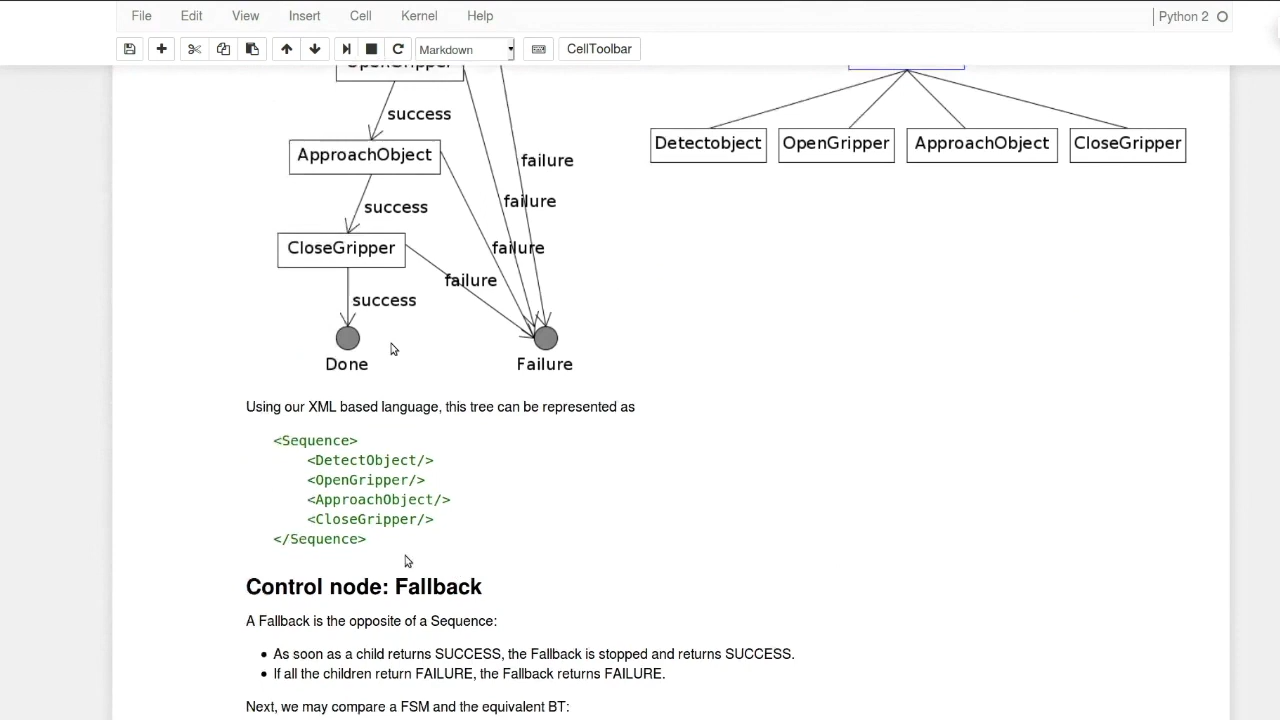 File Edit View Insert Cell Kernel Help Python 2
Markdown CellToolbar
OpenGripper
success
ApproachObject
failure
success
failure
CloseGripper
failure
failure
success
Done
Failure
Detectobject OpenGripper ApproachObject CloseGripper
Using our XML based language, this tree can be represented as
<Sequence>
<DetectObject/>
<OpenGripper/>
<ApproachObject/>
<CloseGripper/>
</Sequence>
Control node: Fallback
A Fallback is the opposite of a Sequence:
As soon as a child returns SUCCESS, the Fallback is stopped and returns SUCCESS.
If all the children return FAILURE, the Fallback returns FAILURE.
Next, we may compare a FSM and the equivalent BT: